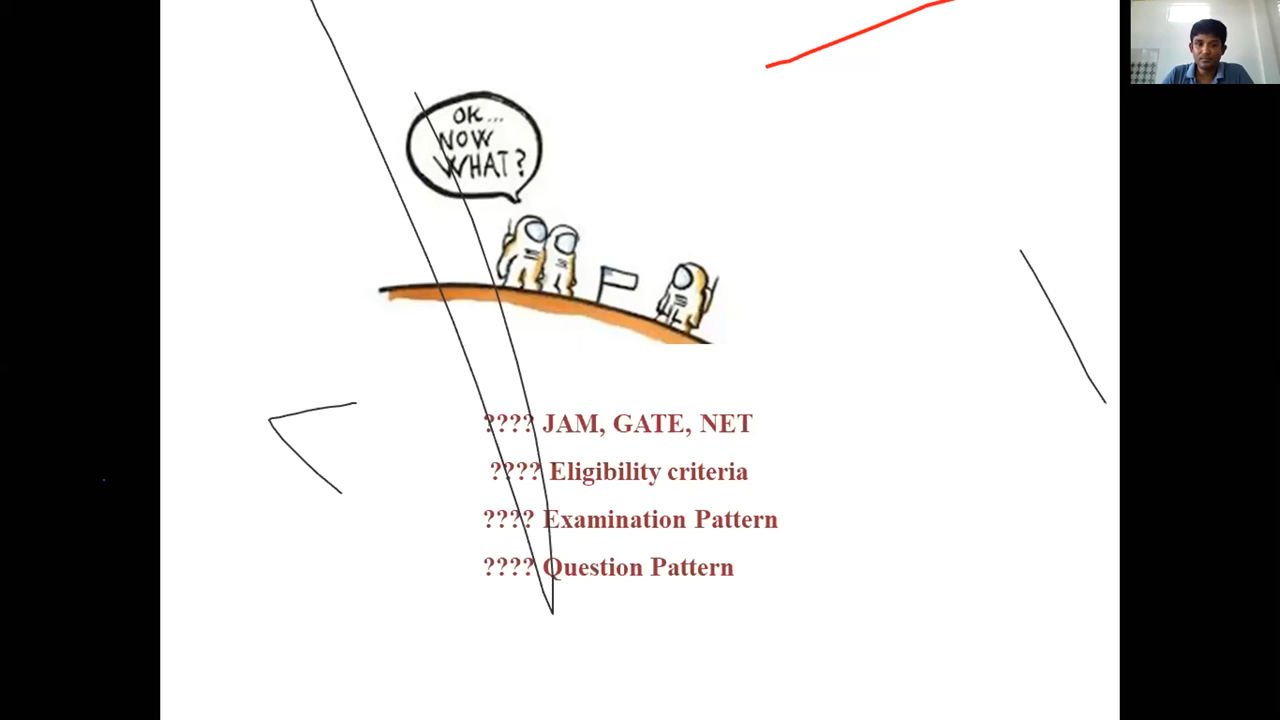 OK...
NOW
WHAT?
???? JAM, GATE, NET
???? Eligibility criteria
???? Examination Pattern
???? Question Pattern